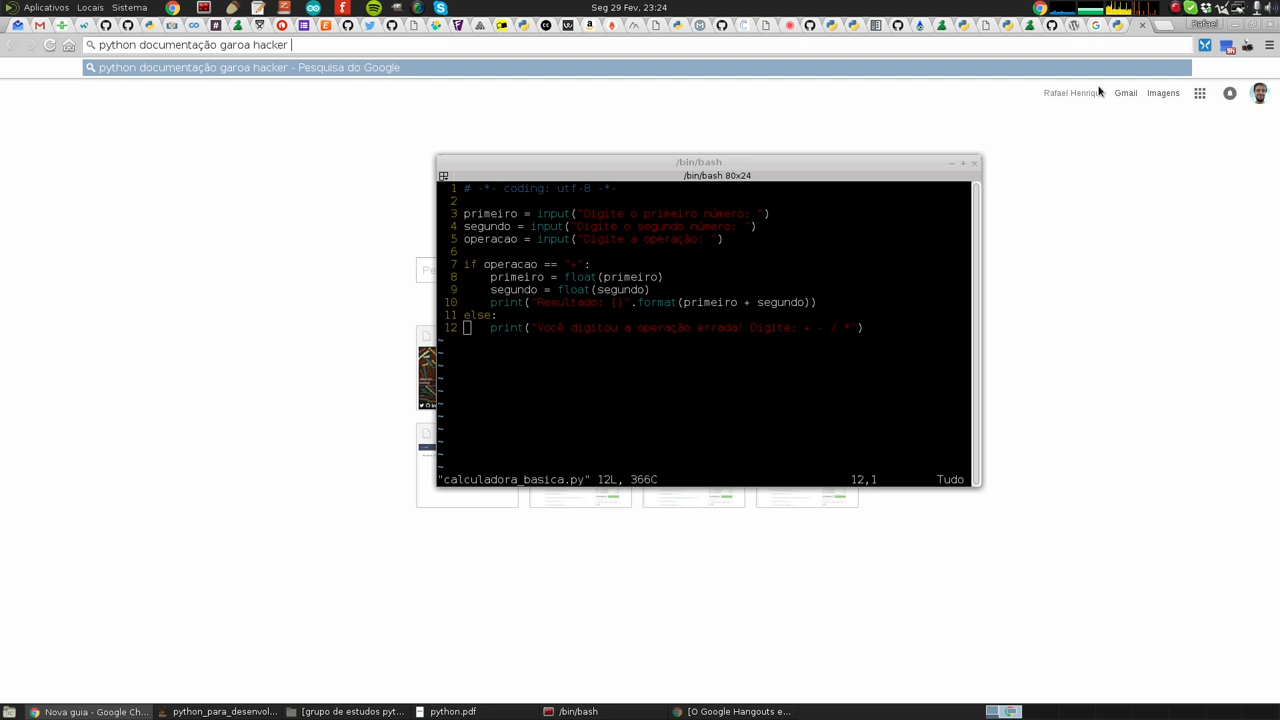 Aplicativos Locais Sistema
Seg 29 Fev, 23:24
Rafael
python documentação garoa hacker
python documentação garoa hacker - Pesquisa do Google
Gmail Imagens
/bin/bash
/bin/bash 80x24
1 # -*- coding: utf-8 -*-
2
3 primeiro = input("Digite o primeiro número: ")
4 segundo = input("Digite o segundo número: ")
5 operacao = input("Digite a operação: ")
6
7 if operacao == "+":
8 primeiro = float(primeiro)
9 segundo = float(segundo)
10 print("Resultado: {}".format(primeiro + segundo))
11 else:
12 print("Você digitou a operação errada! Digite: + - / *")
~
~
~
~
~
~
~
~
~
~
~
"calculadora_basica.py" 12L, 366C 12,1 Tudo
Nova guia - Google Ch... python_para_desenvol... [grupo de estudos pyt... python.pdf /bin/bash [O Google Hangouts e...